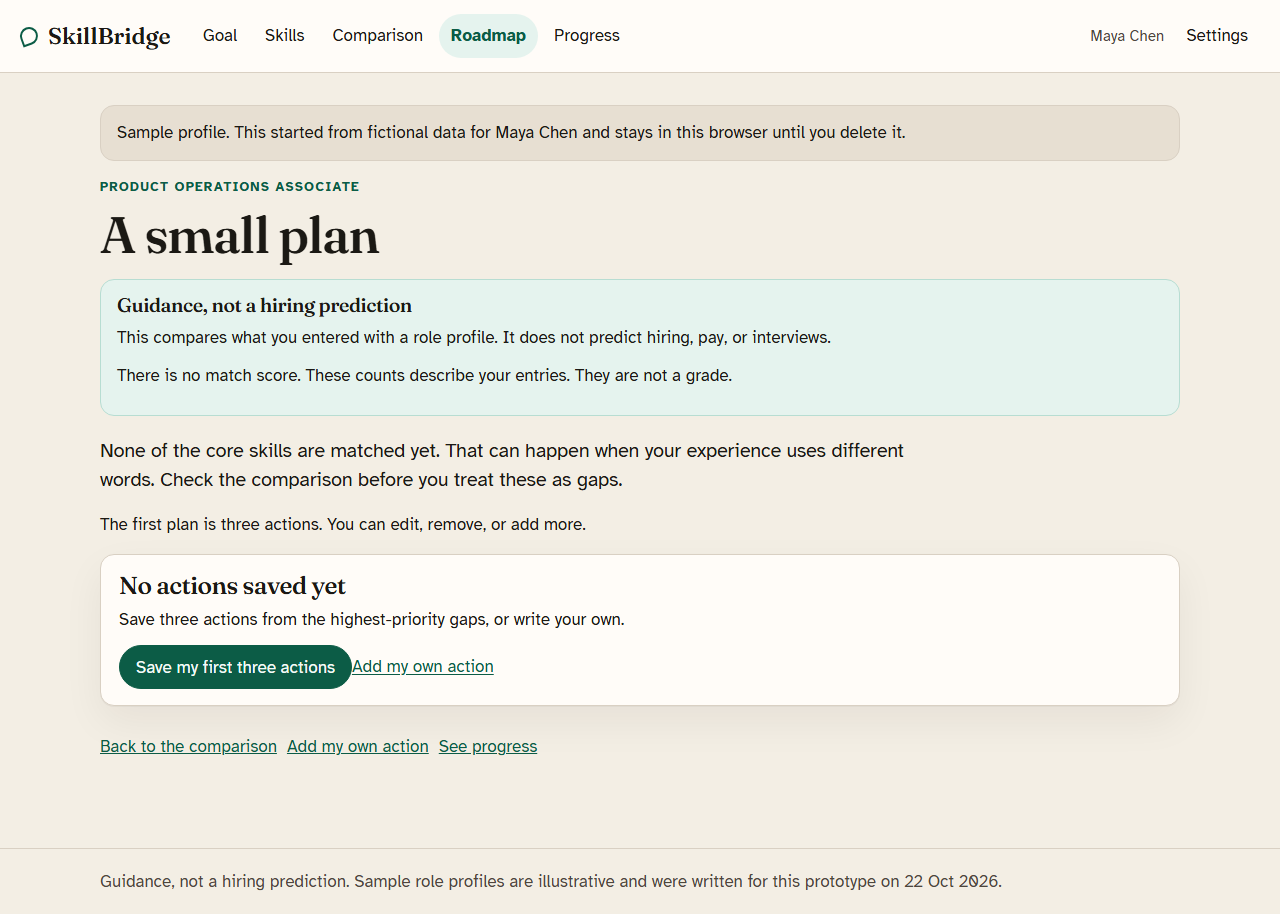 SkillBridge Goal Skills Comparison Roadmap Progress Maya Chen Settings
Sample profile. This started from fictional data for Maya Chen and stays in this browser until you delete it.
PRODUCT OPERATIONS ASSOCIATE
A small plan
Guidance, not a hiring prediction
This compares what you entered with a role profile. It does not predict hiring, pay, or interviews.
There is no match score. These counts describe your entries. They are not a grade.
None of the core skills are matched yet. That can happen when your experience uses different
words. Check the comparison before you treat these as gaps.
The first plan is three actions. You can edit, remove, or add more.
No actions saved yet
Save three actions from the highest-priority gaps, or write your own.
Save my first three actions Add my own action
Back to the comparison Add my own action See progress
Guidance, not a hiring prediction. Sample role profiles are illustrative and were written for this prototype on 22 Oct 2026.